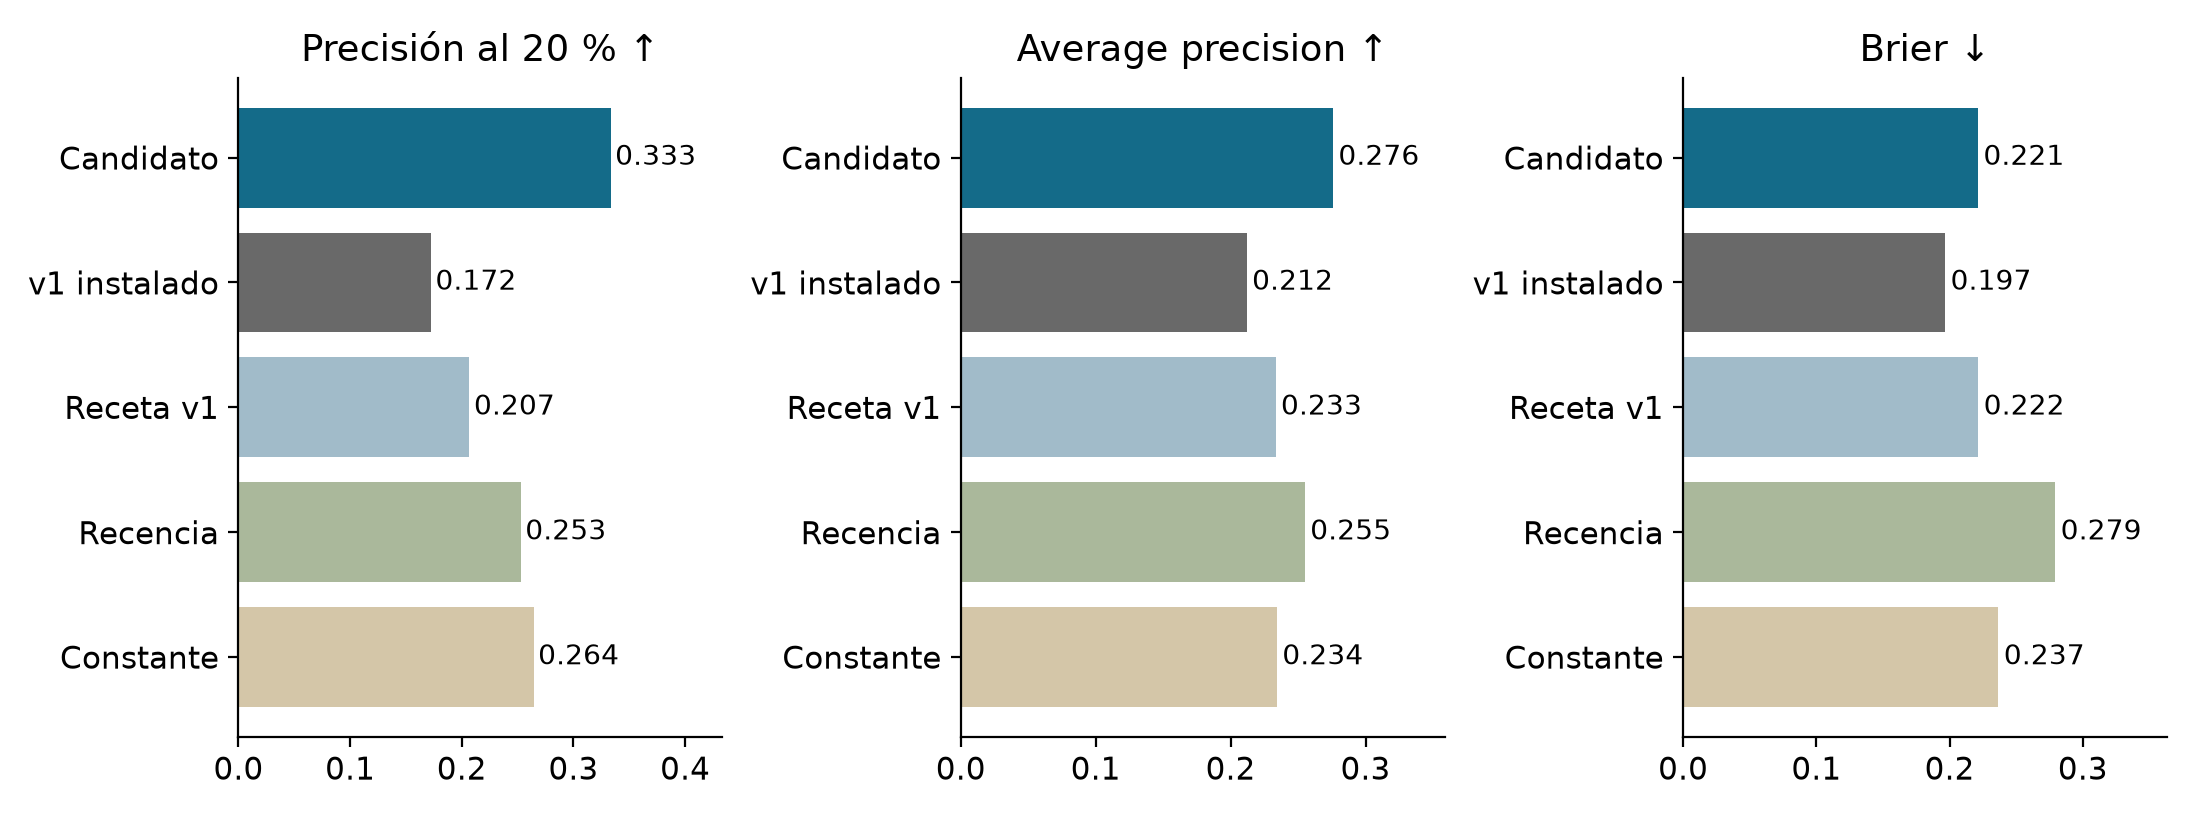 Precisión al 20 % ↑
Candidato
0.333
v1 instalado
0.172
Receta v1
0.207
Recencia
0.253
Constante
0.264
0.0 0.1 0.2 0.3 0.4
Average precision ↑
Candidato
0.276
v1 instalado
0.212
Receta v1
0.233
Recencia
0.255
Constante
0.234
0.0 0.1 0.2 0.3
Brier ↓
Candidato
0.221
v1 instalado
0.197
Receta v1
0.222
Recencia
0.279
Constante
0.237
0.0 0.1 0.2 0.3